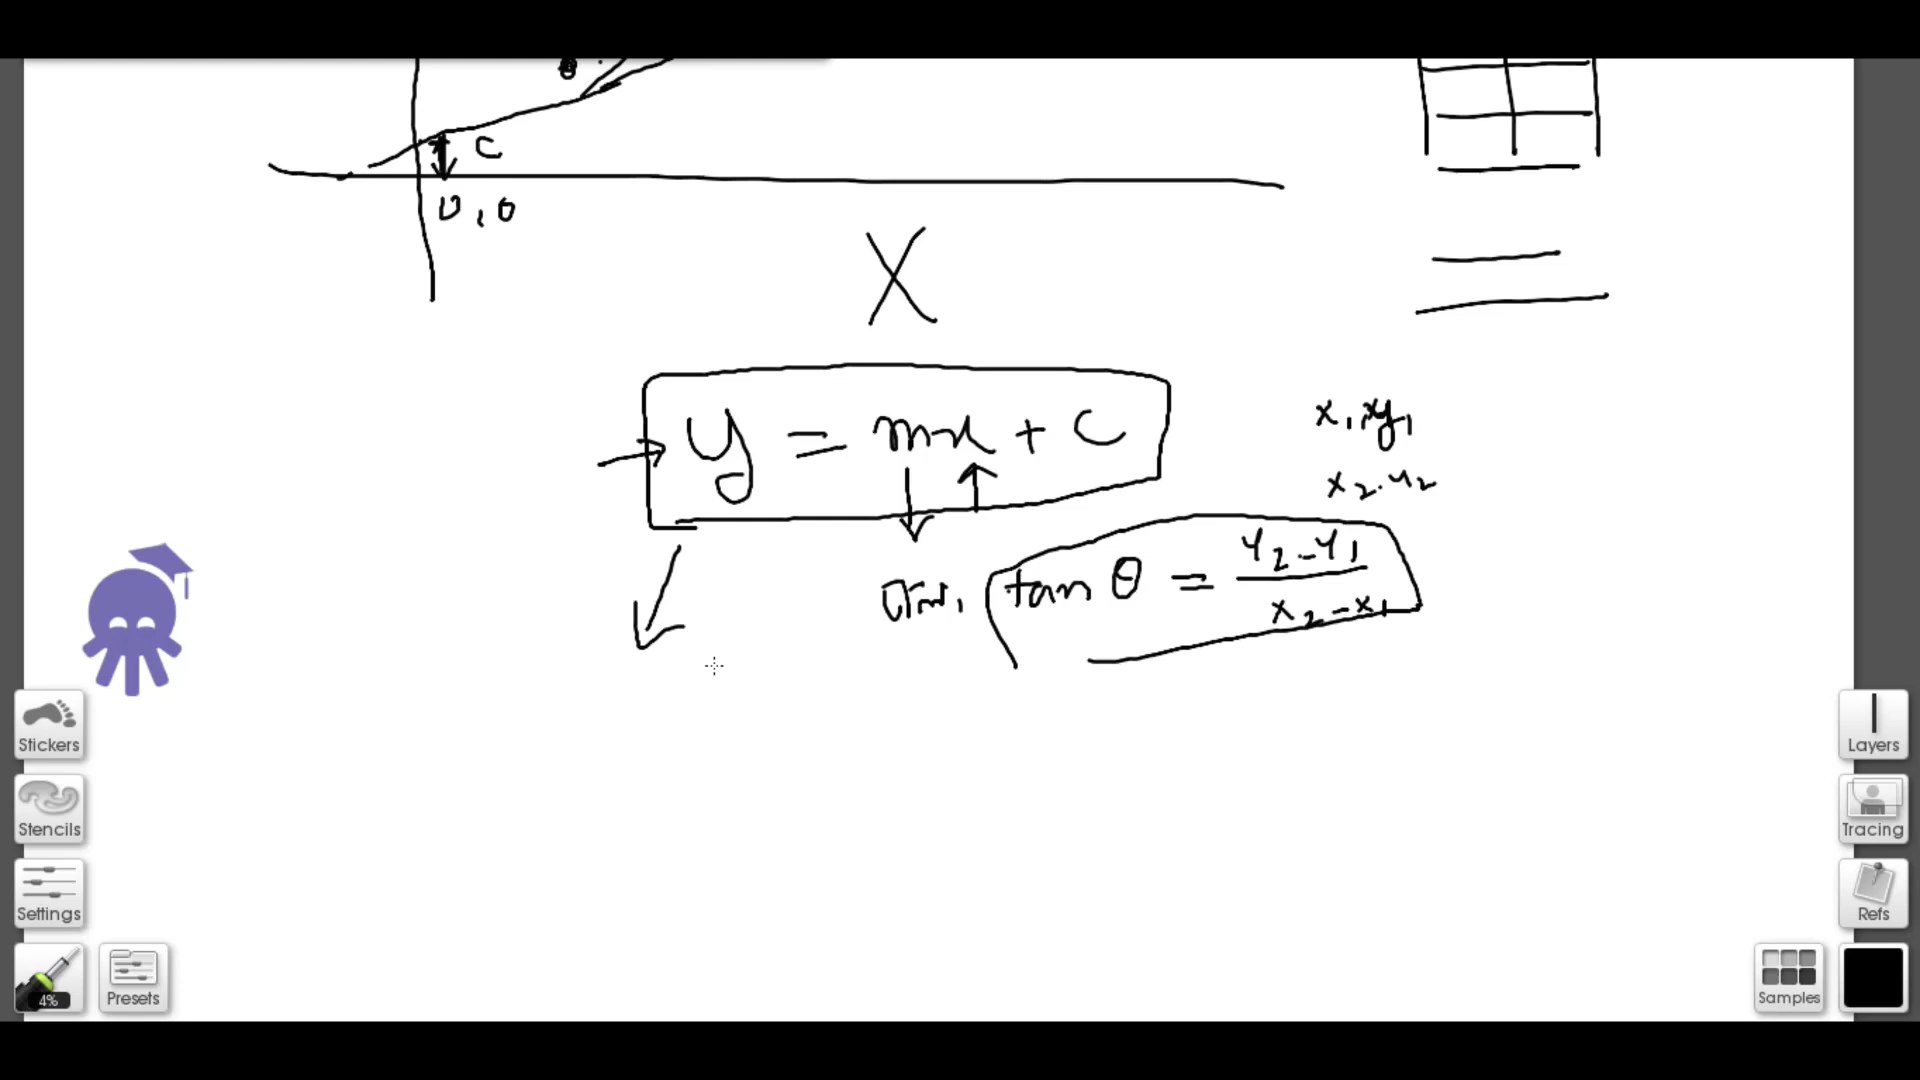 θ
C
0,0
X
y = mx + c
x1, y1
x2, y2
tan θ = y2 - y1 / x2 - x1
Stickers
Stencils
Settings
4%
Presets
Layers
Tracing
Refs
Samples